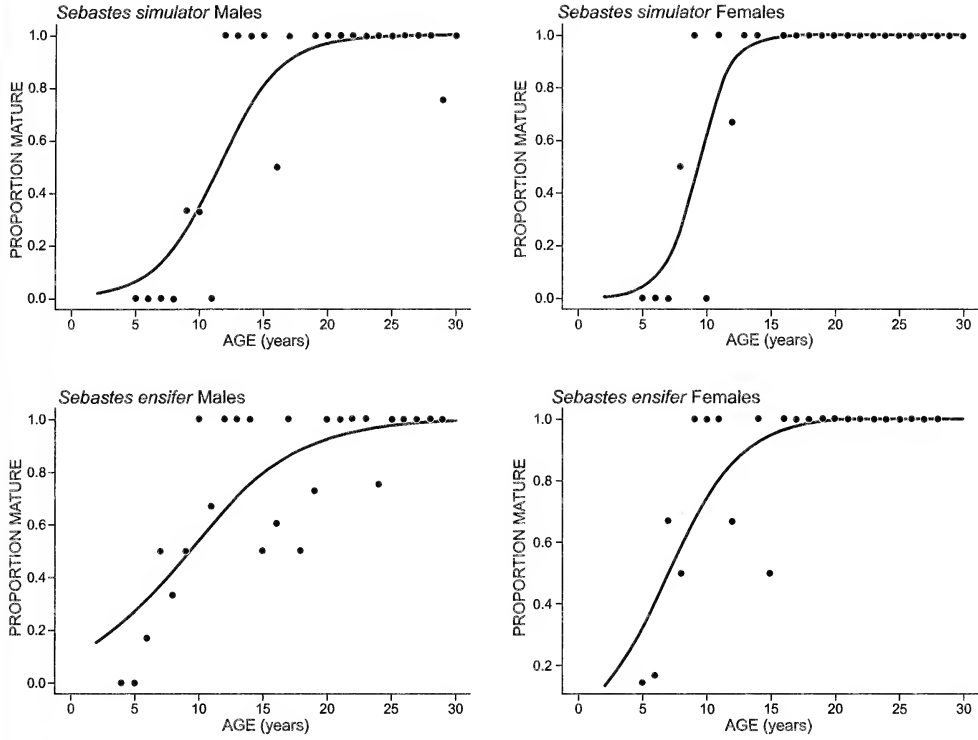 Sebastes simulator Males
PROPORTION MATURE
1.0
0.8
0.6
0.4
0.2
0.0
0 5 10 15 20 25 30
AGE (years)
Sebastes simulator Females
PROPORTION MATURE
1.0
0.8
0.6
0.4
0.2
0.0
0 5 10 15 20 25 30
AGE (years)
Sebastes ensifer Males
PROPORTION MATURE
1.0
0.8
0.6
0.4
0.2
0.0
0 5 10 15 20 25 30
AGE (years)
Sebastes ensifer Females
PROPORTION MATURE
1.0
0.8
0.6
0.4
0.2
0 5 10 15 20 25 30
AGE (years)